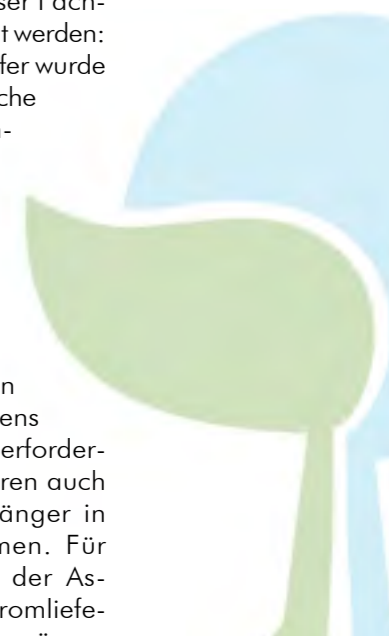 ser Fach-
t werden:
fer wurde
che
-
n
ens
erforder-
ren auch
änger in
men. Für
der As-
romliefe-